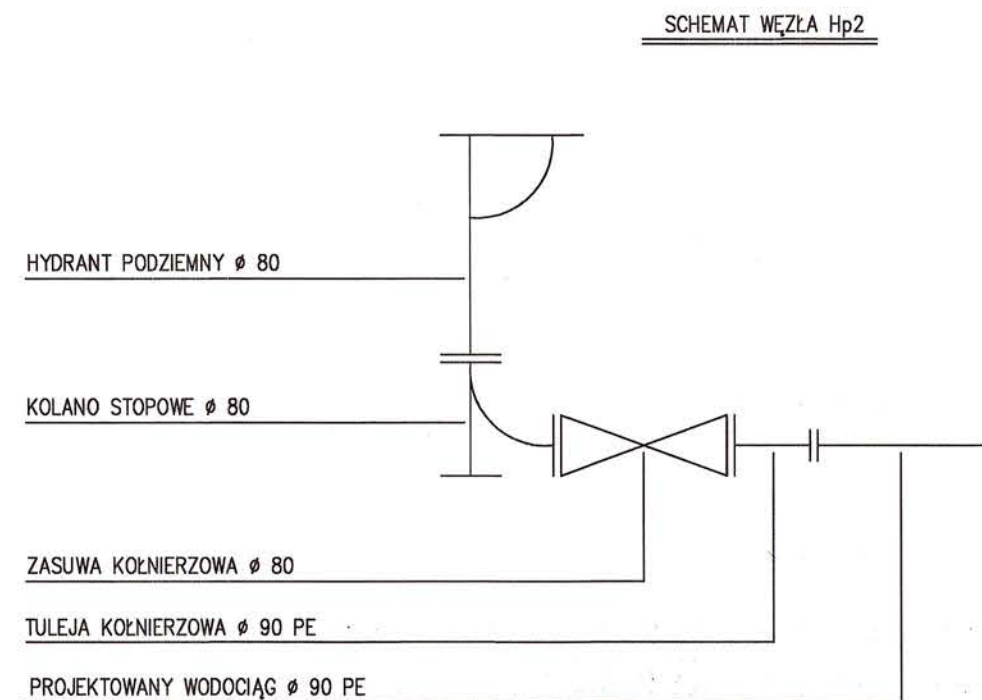 SCHEMAT WĘZŁA Hp2
HYDRANT PODZIEMNY ø 80
KOLANO STOPOWE ø 80
ZASUWA KOŁNIERZOWA ø 80
TULEJA KOŁNIERZOWA ø 90 PE
PROJEKTOWANY WODOCIĄG ø 90 PE